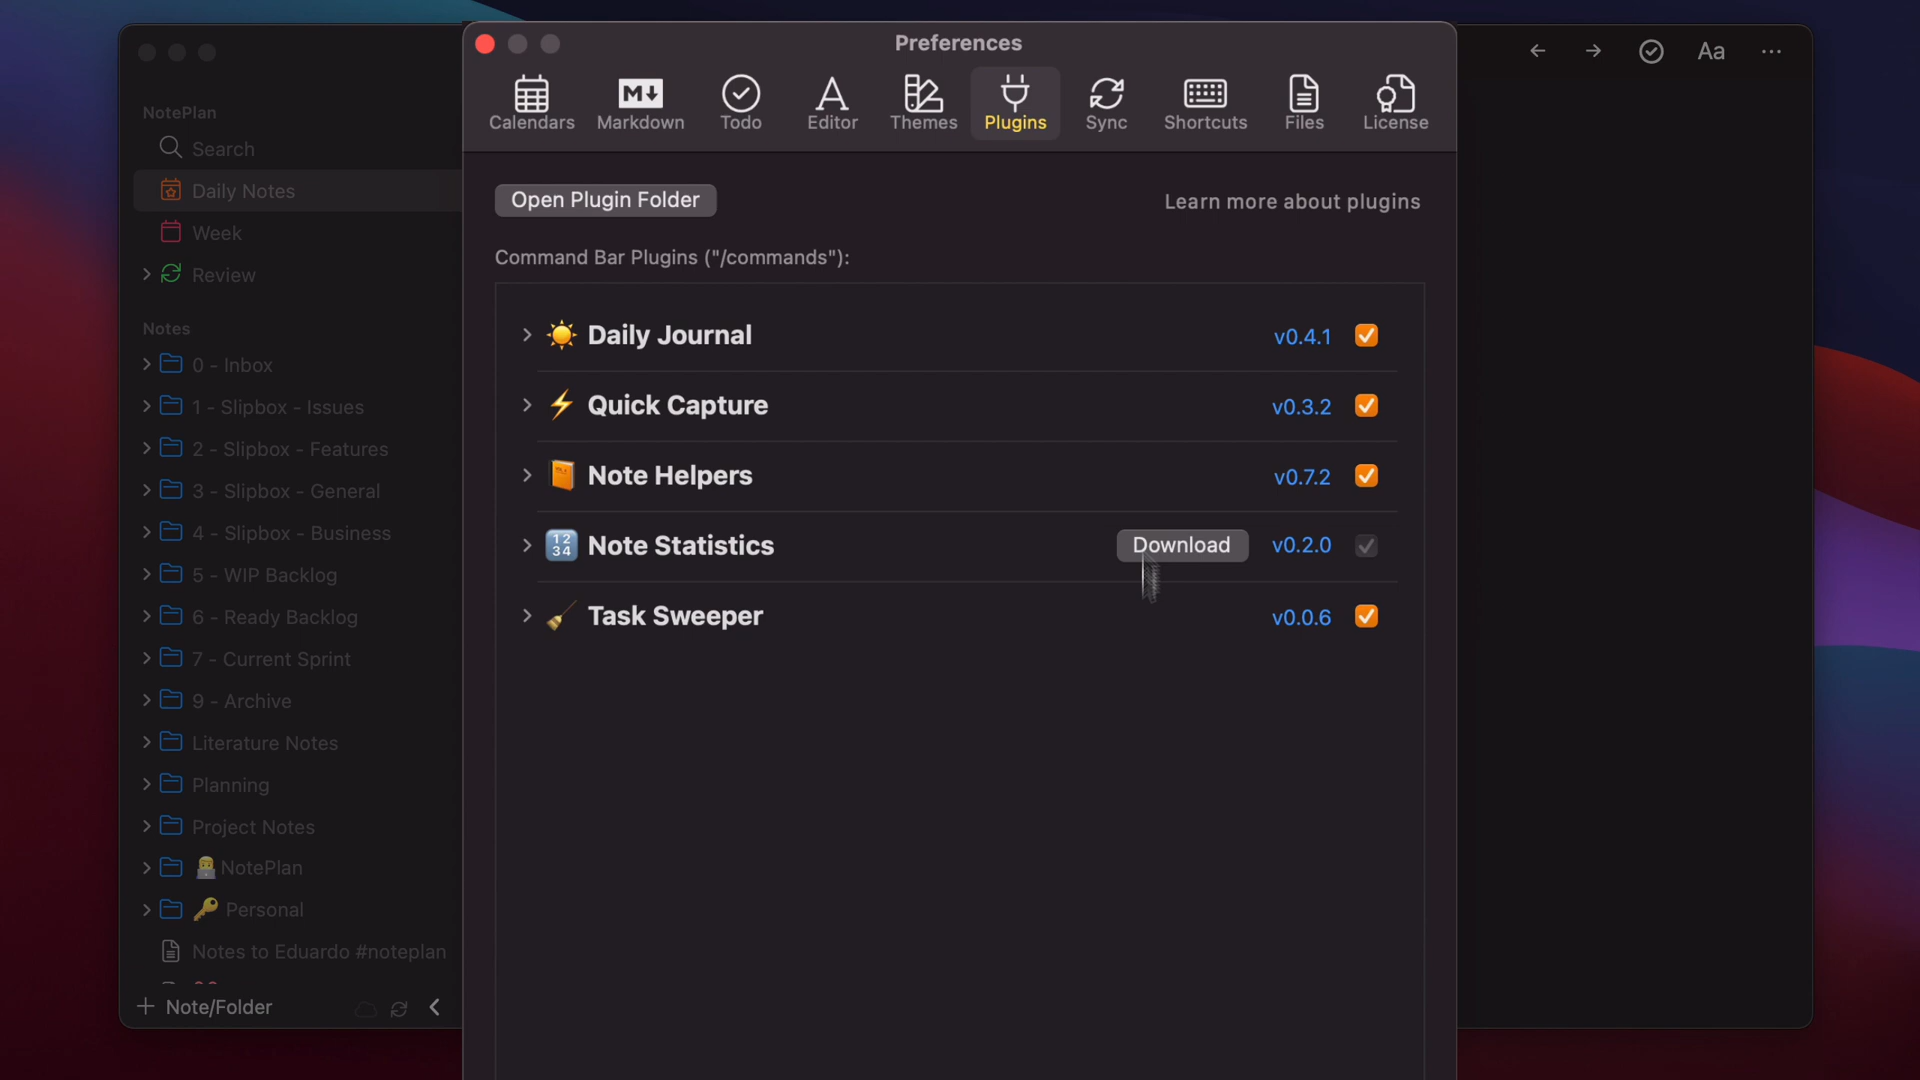 Preferences
Calendars
Markdown
Todo
Editor
Themes
Plugins
Sync
Shortcuts
Files
License
Aa
NotePlan
Search
Daily Notes
Week
Review
Notes
0 - Inbox
1 - Slipbox - Issues
2 - Slipbox - Features
3 - Slipbox - General
4 - Slipbox - Business
5 - WIP Backlog
6 - Ready Backlog
7 - Current Sprint
9 - Archive
Literature Notes
Planning
Project Notes
NotePlan
Personal
Notes to Eduardo #noteplan
+ Note/Folder
Open Plugin Folder
Learn more about plugins
Command Bar Plugins ("/commands"):
Daily Journal v0.4.1
Quick Capture v0.3.2
Note Helpers v0.7.2
Note Statistics Download v0.2.0
Task Sweeper v0.0.6